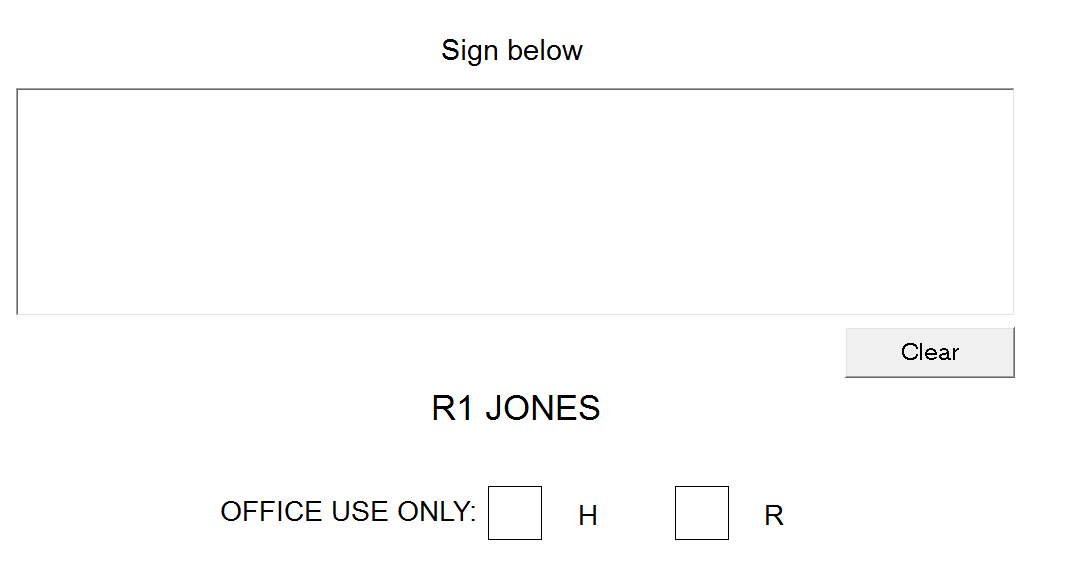 Sign below
Clear
R1 JONES
OFFICE USE ONLY: H R